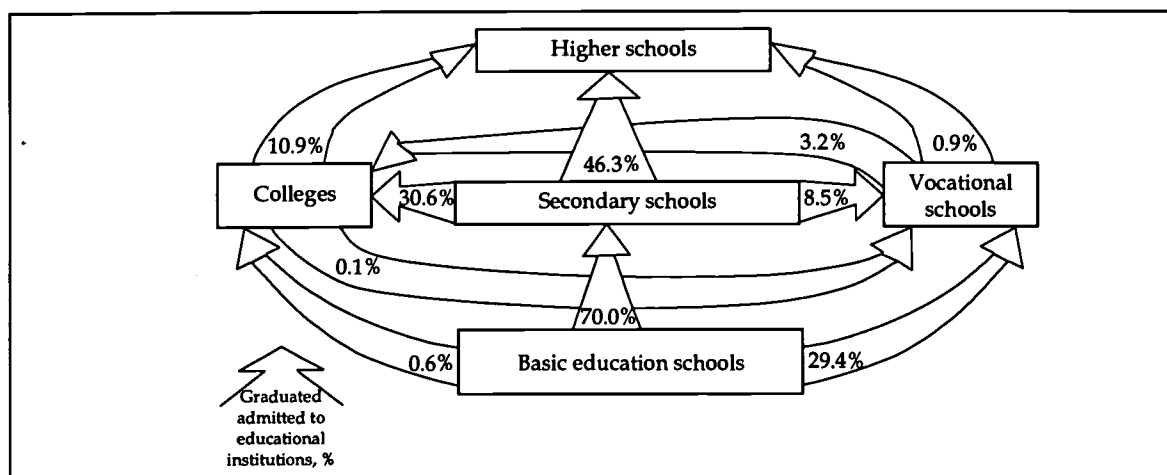 Higher schools
10.9%
3.2%
0.9%
46.3%
Colleges
30.6%
Secondary schools
8.5%
Vocational
schools
0.1%
70.0%
0.6%
Basic education schools
29.4%
Graduated
admitted to
educational
institutions, %